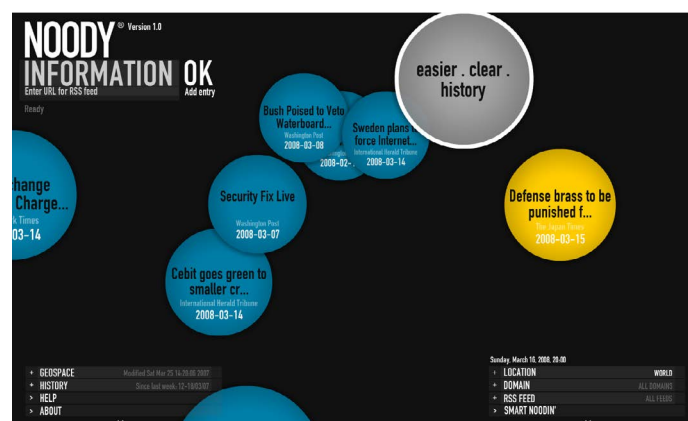 NOODY® Version 1.0
INFORMATION OK
Enter URL for RSS feed Add entry
Ready
easier . clear .
history
Bush Poised to Veto
Waterboard...
Washington Post
2008-03-08
2008-02-
Sweden plans t
force Internet...
International Herald Tribune
2008-03-14
hange
Charge...
k Times
03-14
Security Fix Live
Washington Post
2008-03-07
Defense brass to be
punished f...
The Japan Times
2008-03-15
Cebit goes green to
smaller cr...
International Herald Tribune
2008-03-14
+ GEOSPACE Modified Sat Mar 25 16:28:00 2007
+ HISTORY Since last week: 12-18/03/07
> HELP
> ABOUT
Sunday, March 16, 2008, 20:00
+ LOCATION WORLD
+ DOMAIN ALL DOMAINS
+ RSS FEED ALL FEEDS
> SMART NOODIN'